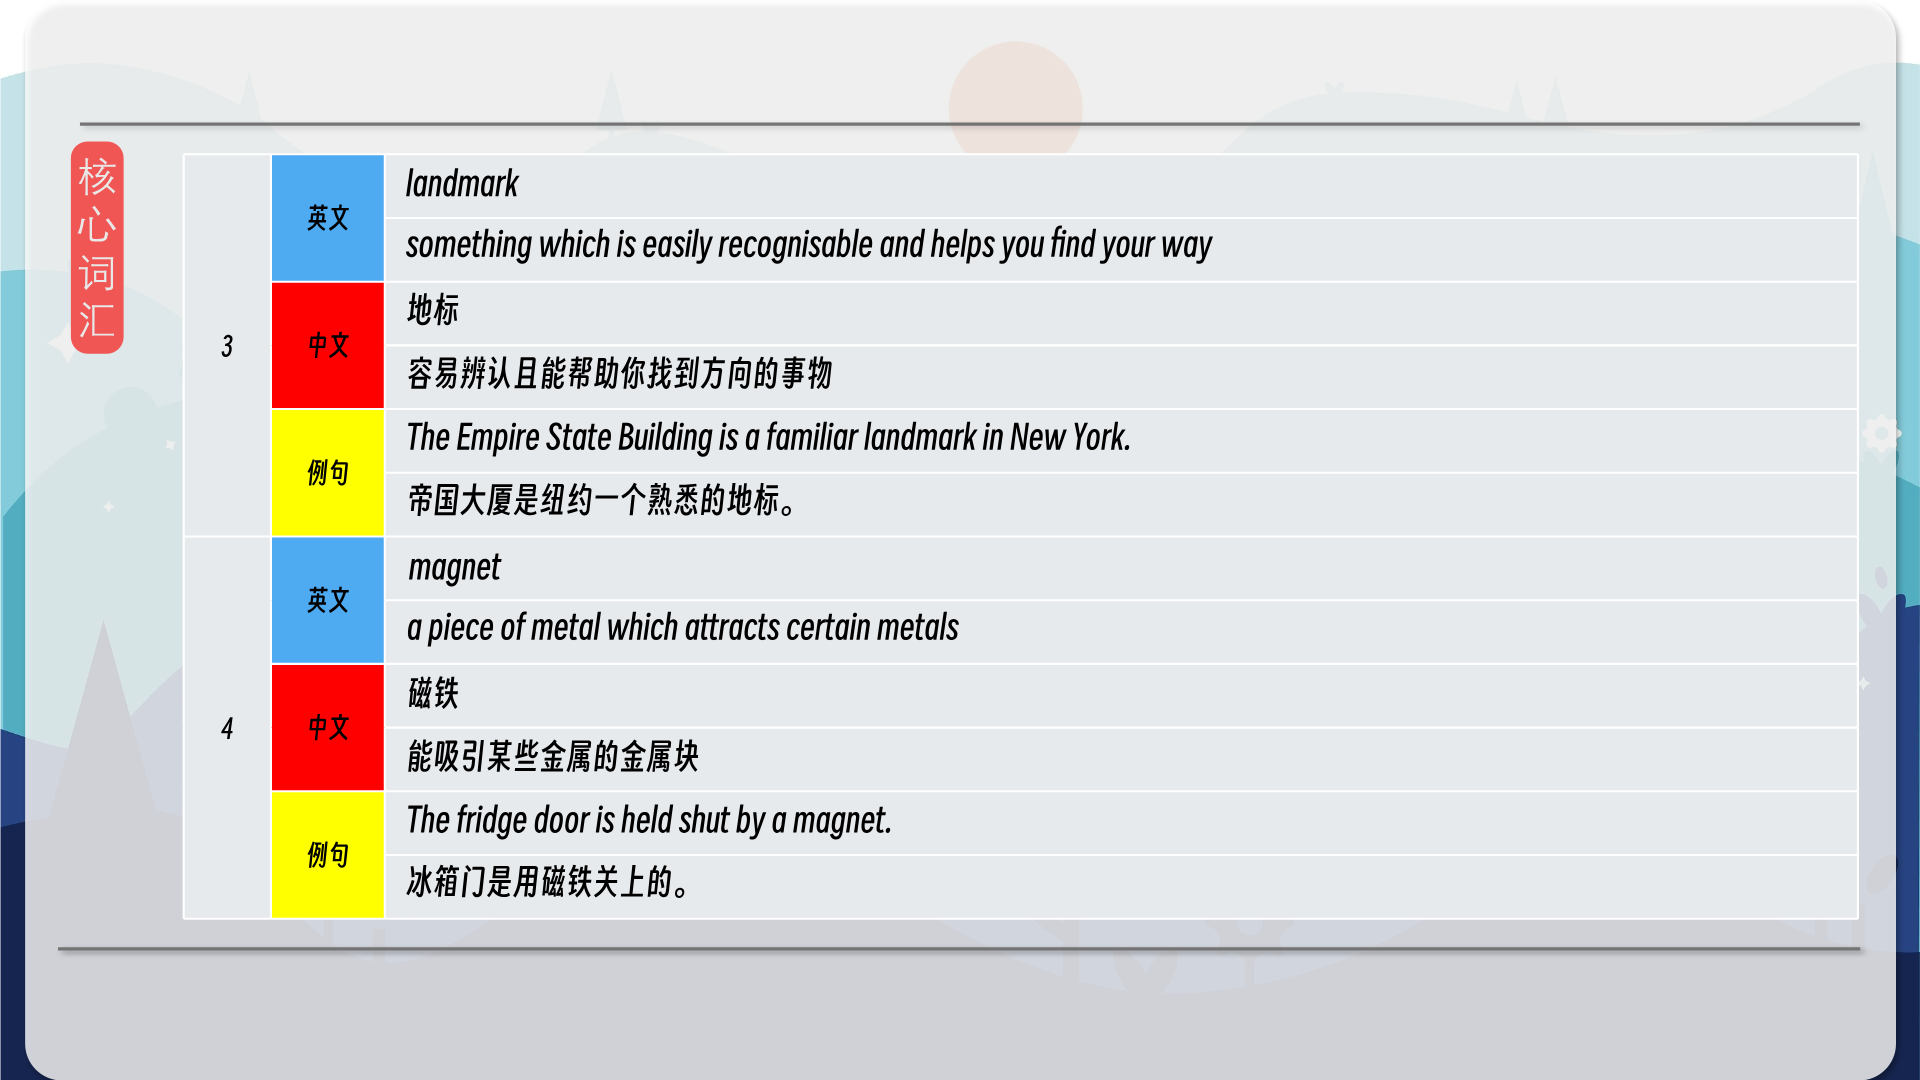 核心词汇
3
英文
landmark
something which is easily recognisable and helps you find your way
中文
地标
容易辨认且能帮助你找到方向的事物
例句
The Empire State Building is a familiar landmark in New York.
帝国大厦是纽约一个熟悉的地标。
4
英文
magnet
a piece of metal which attracts certain metals
中文
磁铁
能吸引某些金属的金属块
例句
The fridge door is held shut by a magnet.
冰箱门是用磁铁关上的。